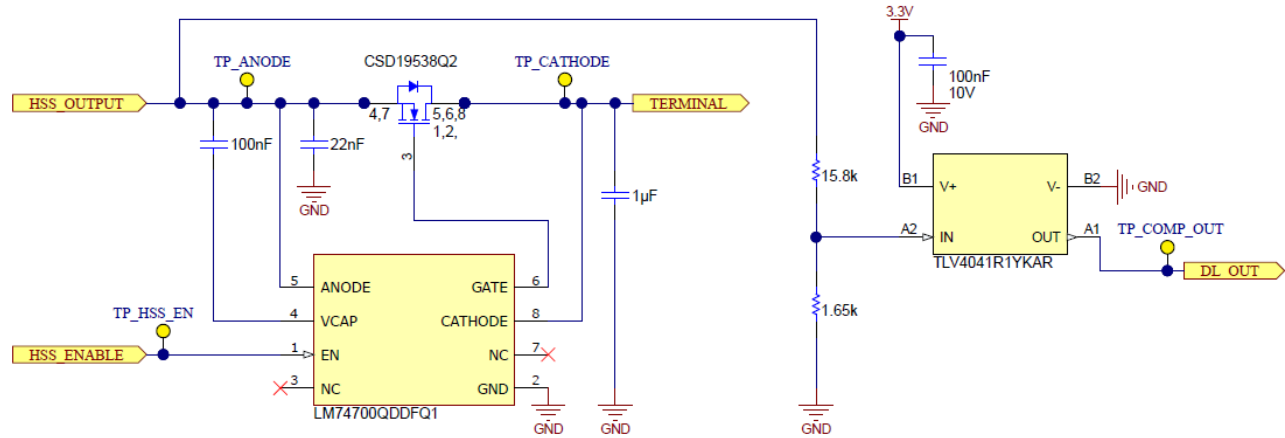 3.3V
TP_ANODE
CSD19538Q2
TP_CATHODE
100nF
10V
GND
HSS_OUTPUT
4,7
5,6,8
1,2,
TERMINAL
3
100nF
22nF
GND
1µF
15.8k
B1
V+
V-
B2
GND
A2
IN
OUT
A1
TP_COMP_OUT
TLV4041R1YKAR
DL_OUT
5
ANODE
GATE
6
TP_HSS_EN
4
VCAP
CATHODE
8
1.65k
HSS_ENABLE
1
EN
NC
7
3
NC
GND
2
LM74700QDDFQ1
GND
GND
GND